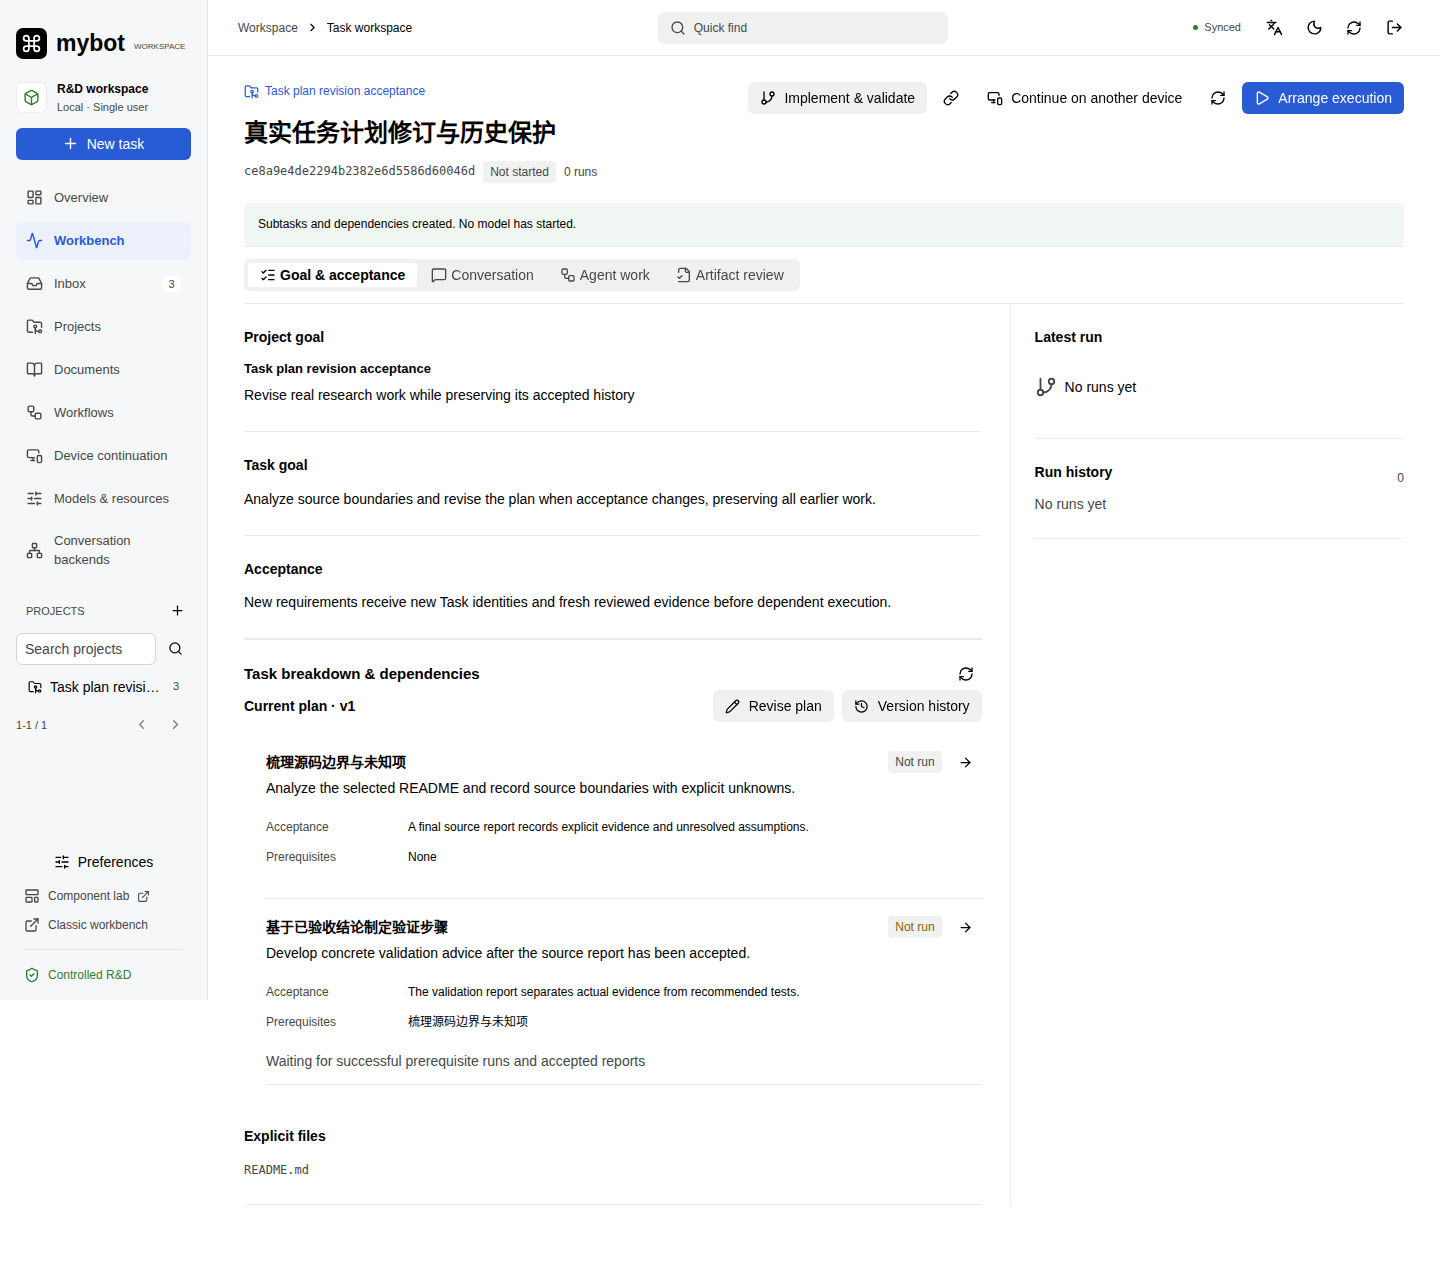 mybot WORKSPACE
R&D workspace
Local · Single user
New task
Overview
Workbench
Inbox 3
Projects
Documents
Workflows
Device continuation
Models & resources
Conversation
backends
PROJECTS
Search projects
Task plan revisi… 3
1-1 / 1
Preferences
Component lab
Classic workbench
Controlled R&D
Workspace Task workspace
Quick find
Synced
Task plan revision acceptance
Implement & validate
Continue on another device
Arrange execution
真实任务计划修订与历史保护
ce8a9e4de2294b2382e6d5586d60046d Not started 0 runs
Subtasks and dependencies created. No model has started.
Goal & acceptance Conversation Agent work Artifact review
Project goal
Task plan revision acceptance
Revise real research work while preserving its accepted history
Task goal
Analyze source boundaries and revise the plan when acceptance changes, preserving all earlier work.
Acceptance
New requirements receive new Task identities and fresh reviewed evidence before dependent execution.
Task breakdown & dependencies
Current plan · v1 Revise plan Version history
梳理源码边界与未知项 Not run
Analyze the selected README and record source boundaries with explicit unknowns.
Acceptance A final source report records explicit evidence and unresolved assumptions.
Prerequisites None
基于已验收结论制定验证步骤 Not run
Develop concrete validation advice after the source report has been accepted.
Acceptance The validation report separates actual evidence from recommended tests.
Prerequisites 梳理源码边界与未知项
Waiting for successful prerequisite runs and accepted reports
Explicit files
README.md
Latest run
No runs yet
Run history 0
No runs yet